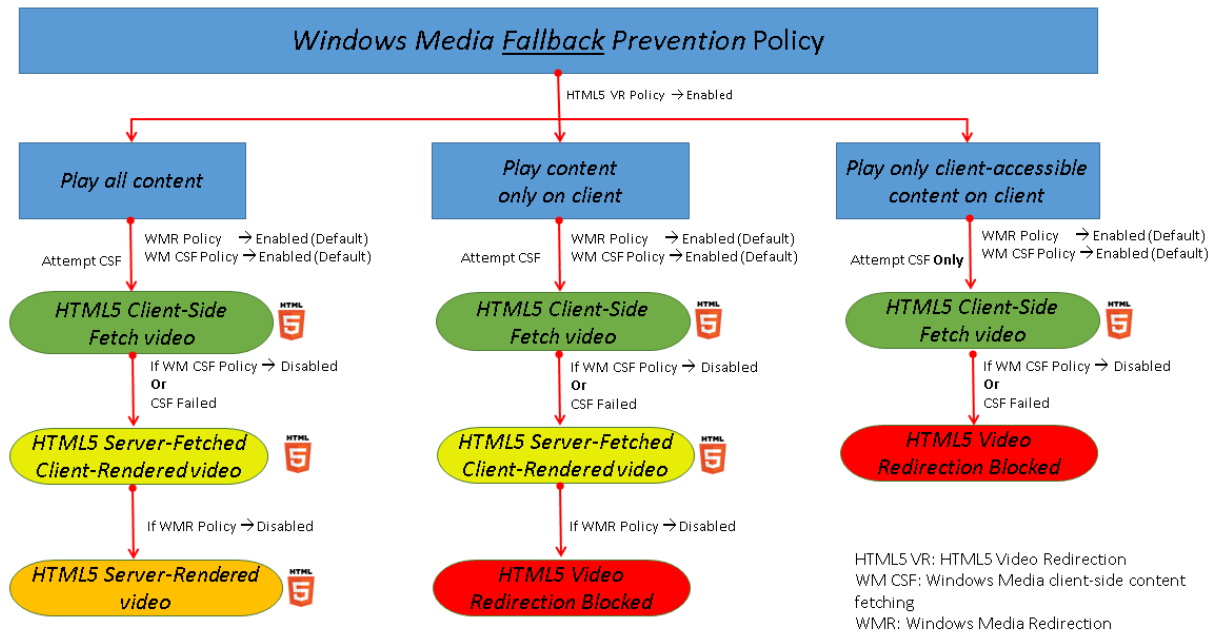 Windows Media Fallback Prevention Policy
HTML5 VR Policy → Enabled
Play all content
WMR Policy → Enabled (Default)
WM CSF Policy → Enabled (Default)
Attempt CSF
HTML5 Client-Side
Fetch video
HTML
5
If WM CSF Policy → Disabled
Or
CSF Failed
HTML5 Server-Fetched
Client-Rendered video
HTML
5
If WMR Policy → Disabled
HTML5 Server-Rendered
video
HTML
5
Play content
only on client
WMR Policy → Enabled (Default)
WM CSF Policy → Enabled (Default)
Attempt CSF
HTML5 Client-Side
Fetch video
HTML
5
If WM CSF Policy → Disabled
Or
CSF Failed
HTML5 Server-Fetched
Client-Rendered video
HTML
5
If WMR Policy → Disabled
HTML5 Video
Redirection Blocked
Play only client-accessible
content on client
WMR Policy → Enabled (Default)
WM CSF Policy → Enabled (Default)
Attempt CSF Only
HTML5 Client-Side
Fetch video
HTML
5
If WM CSF Policy → Disabled
Or
CSF Failed
HTML5 Video
Redirection Blocked
HTML5 VR: HTML5 Video Redirection
WM CSF: Windows Media client-side content
fetching
WMR: Windows Media Redirection